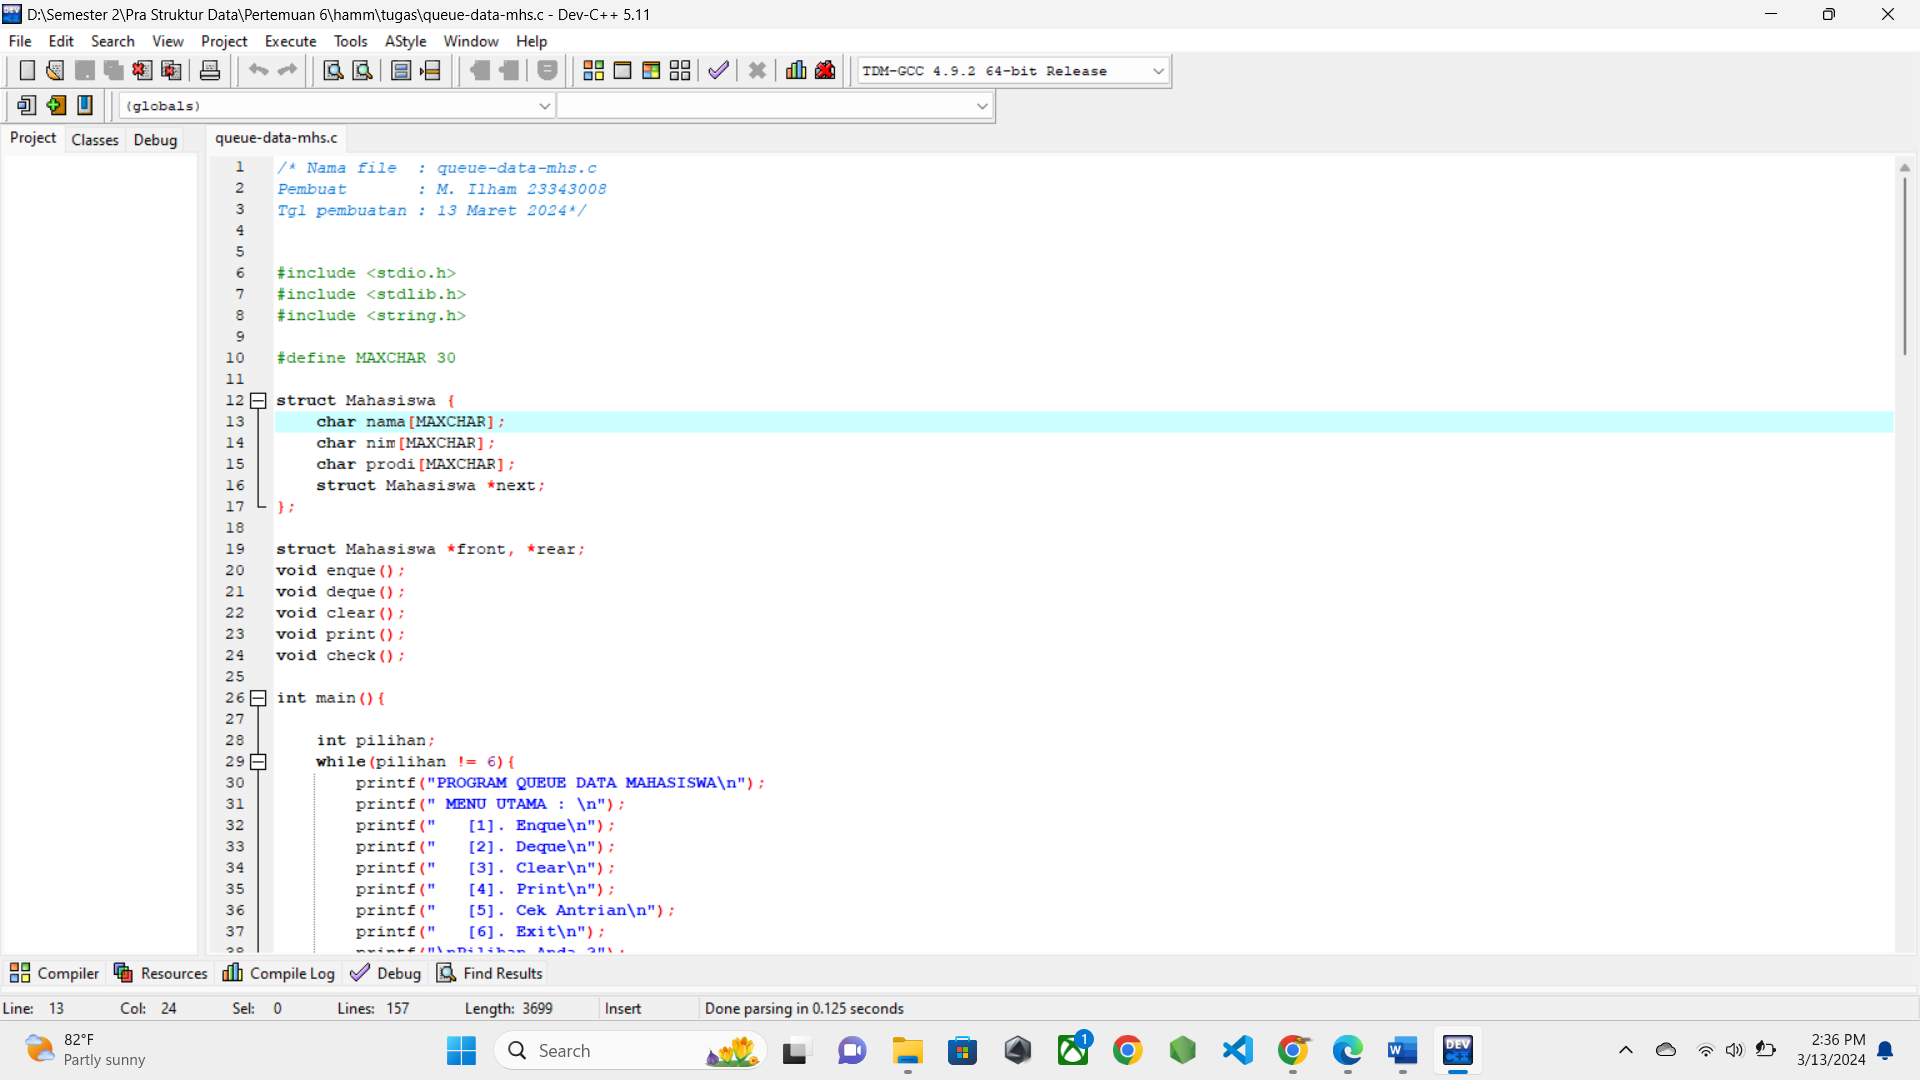 D:\Semester 2\Pra Struktur Data\Pertemuan 6\hamm\tugas\queue-data-mhs.c - Dev-C++ 5.11
File Edit Search View Project Execute Tools AStyle Window Help
TDM-GCC 4.9.2 64-bit Release
(globals)
Project Classes Debug
queue-data-mhs.c
1 /* Nama file : queue-data-mhs.c
2 Pembuat : M. Ilham 23343008
3 Tgl pembuatan : 13 Maret 2024*/
4
5
6 #include <stdio.h>
7 #include <stdlib.h>
8 #include <string.h>
9
10 #define MAXCHAR 30
11
12 struct Mahasiswa {
13 char nama[MAXCHAR];
14 char nim[MAXCHAR];
15 char prodi[MAXCHAR];
16 struct Mahasiswa *next;
17 };
18
19 struct Mahasiswa *front, *rear;
20 void enque();
21 void deque();
22 void clear();
23 void print();
24 void check();
25
26 int main(){
27
28 int pilihan;
29 while(pilihan != 6){
30 printf("PROGRAM QUEUE DATA MAHASISWA\n");
31 printf(" MENU UTAMA : \n");
32 printf("   [1]. Enque\n");
33 printf("   [2]. Deque\n");
34 printf("   [3]. Clear\n");
35 printf("   [4]. Print\n");
36 printf("   [5]. Cek Antrian\n");
37 printf("   [6]. Exit\n");
38 printf("\nPilihan Anda ?");
Compiler Resources Compile Log Debug Find Results
Line: 13 Col: 24 Sel: 0 Lines: 157 Length: 3699 Insert Done parsing in 0.125 seconds
82°F
Partly sunny
Search
1
DEV
C++
2:36 PM
3/13/2024